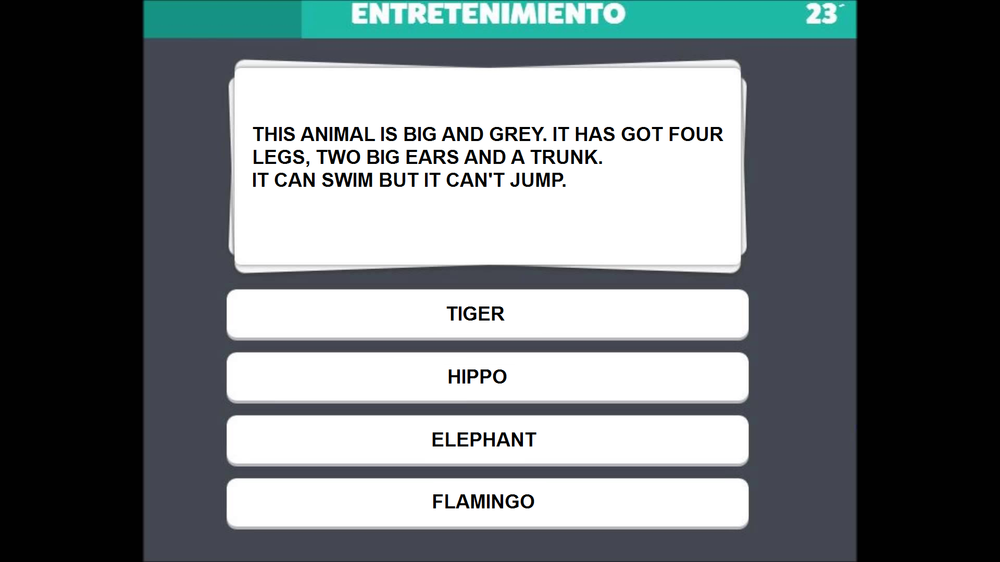 ENTRETENIMIENTO
23´
THIS ANIMAL IS BIG AND GREY. IT HAS GOT FOUR
LEGS, TWO BIG EARS AND A TRUNK.
IT CAN SWIM BUT IT CAN'T JUMP.
TIGER
HIPPO
ELEPHANT
FLAMINGO